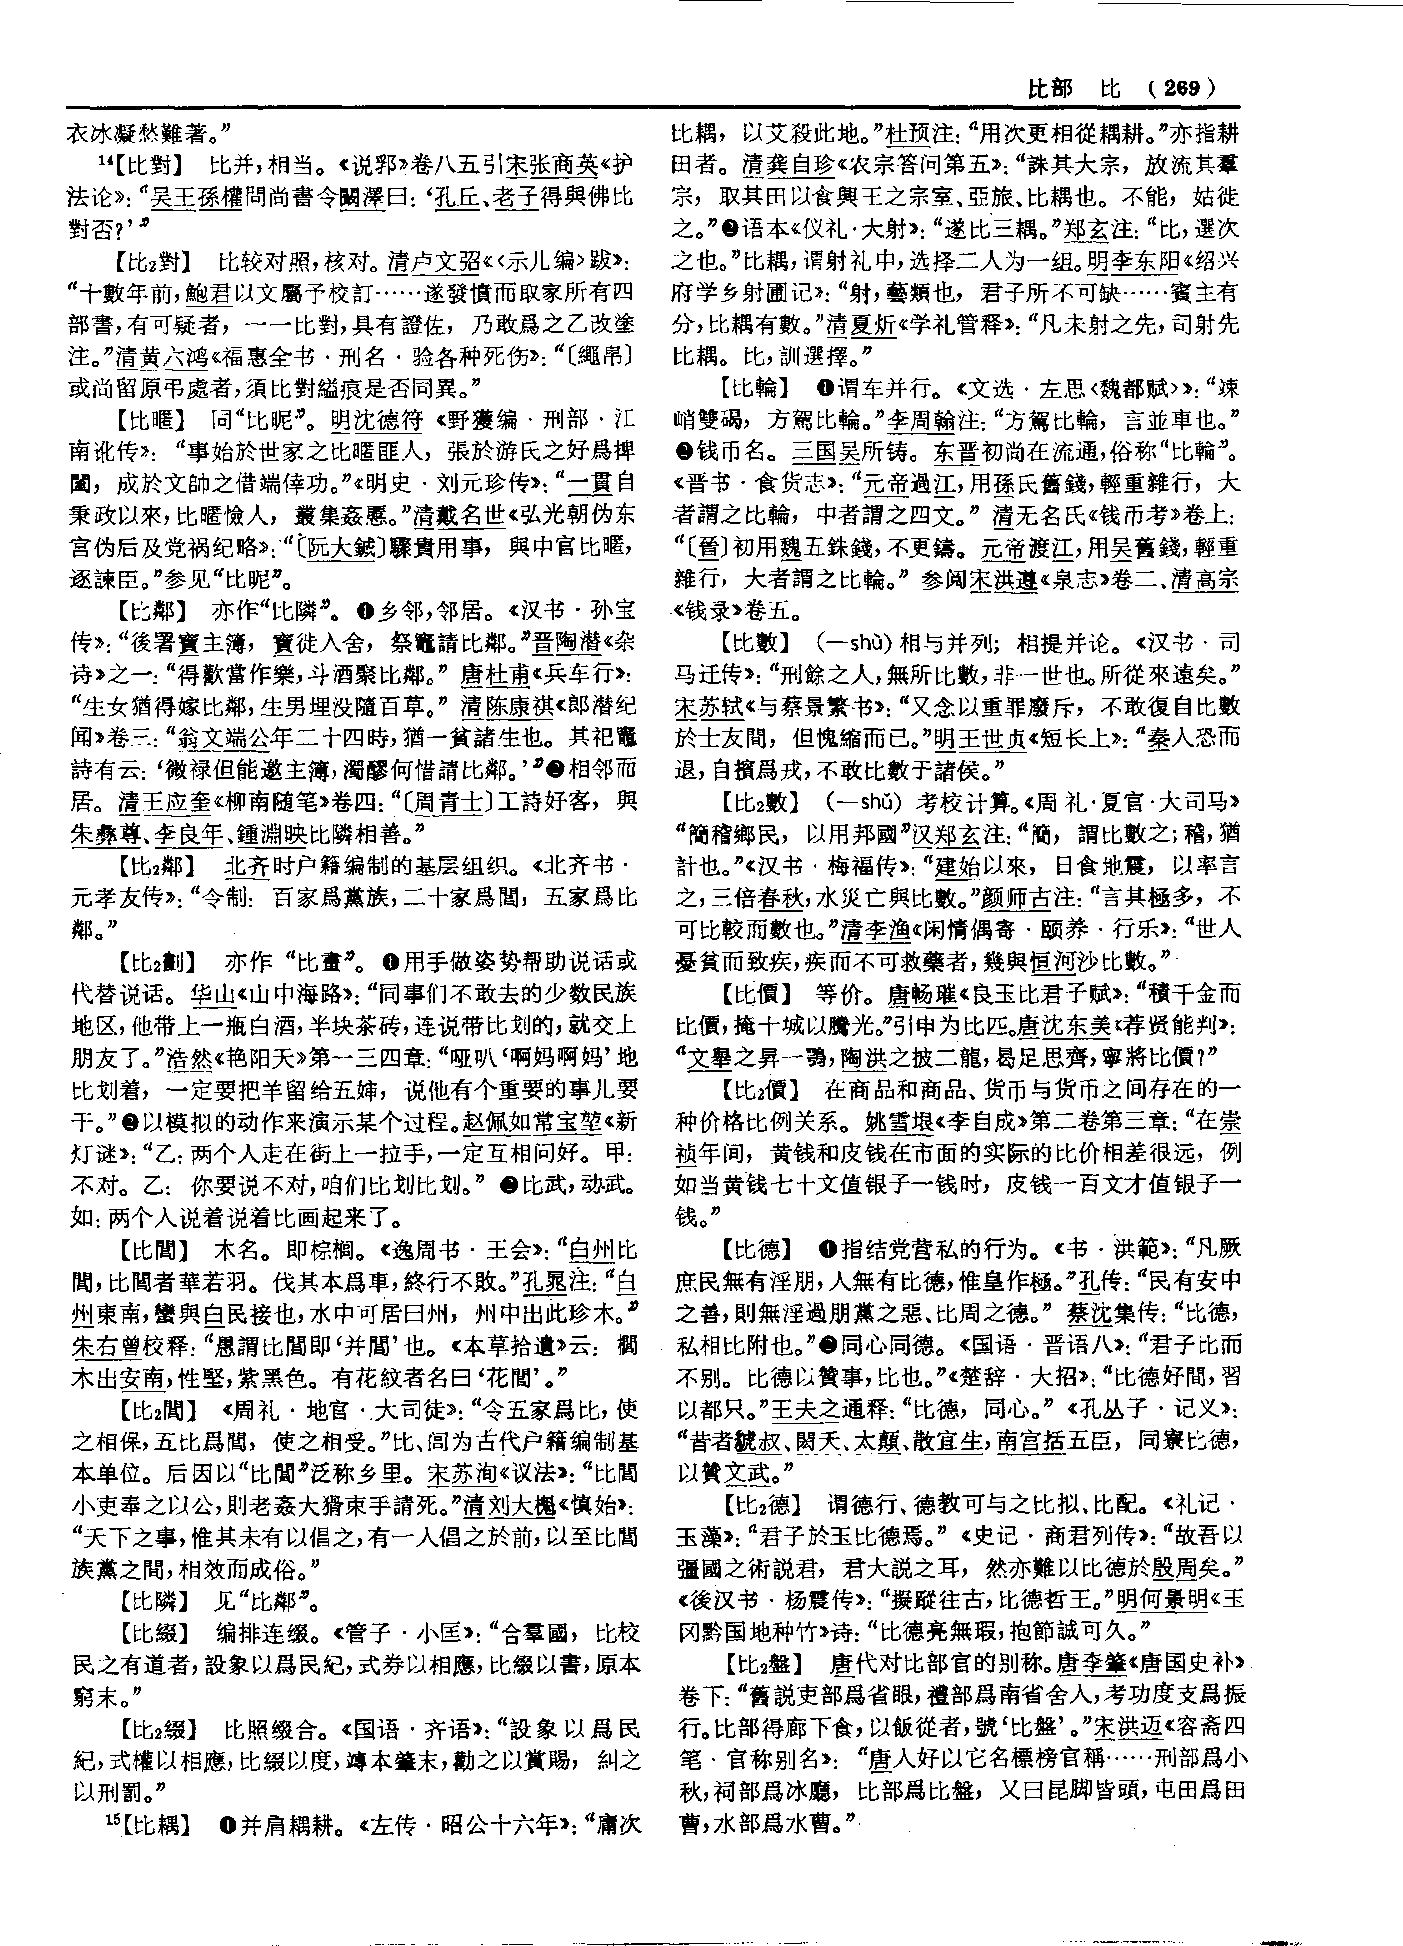 比部 比 (269)
衣冰凝愁難著。”
¹⁴【比對】 比并,相当。《说郛》卷八五引宋张商英《护
法论》:“吴王孫權問尚書令闞澤曰:‘孔丘、老子得與佛比
對否?’”
【比₂對】 比较对照,核对。清卢文弨《〈示儿编〉跋》:
“十數年前,鮑君以文屬予校訂……遂發憤而取家所有四
部書,有可疑者,一一比對,具有證佐,乃敢爲之乙改塗
注。”清黄六鸿《福惠全书·刑名·验各种死伤》:“〔繩帛〕
或尚留原弔處者,須比對縊痕是否同異。”
【比暱】 同“比昵”。明沈德符《野獲编·刑部·江
南讹传》:“事始於世家之比暱匪人,張於游氏之好爲捭
闔,成於文帥之借端倖功。”《明史·刘元珍传》:“一貫自
秉政以來,比暱憸人,叢集姦慝。”清戴名世《弘光朝伪东
宫伪后及党祸纪略》:“〔阮大鋮〕驟貴用事,與中官比暱,
逐諫臣。”参见“比昵”。
【比鄰】 亦作“比隣”。❶乡邻,邻居。《汉书·孙宝
传》:“後署寶主簿,寶徙入舍,祭竈請比鄰。”晋陶潜《杂
诗》之一:“得歡當作樂,斗酒聚比鄰。”唐杜甫《兵车行》:
“生女猶得嫁比鄰,生男埋没隨百草。”清陈康祺《郎潜纪
闻》卷三:“翁文端公年二十四時,猶一貧諸生也。其祀竈
詩有云:‘微禄但能邀主簿,濁醪何惜請比鄰。’”❷相邻而
居。清王应奎《柳南随笔》卷四:“〔周青士〕工詩好客,與
朱彝尊、李良年、鍾淵映比隣相善。”
【比₂鄰】 北齐时户籍编制的基层组织。《北齐书·
元孝友传》:“令制:百家爲黨族,二十家爲閭,五家爲比
鄰。”
【比₂劃】 亦作“比畫”。❶用手做姿势帮助说话或
代替说话。华山《山中海路》:“同事们不敢去的少数民族
地区,他带上一瓶白酒,半块茶砖,连说带比划的,就交上
朋友了。”浩然《艳阳天》第一三四章:“哑叭‘啊妈啊妈’地
比划着,一定要把羊留给五婶,说他有个重要的事儿要
干。”❷以模拟的动作来演示某个过程。赵佩如常宝堃《新
灯谜》:“乙:两个人走在街上一拉手,一定互相问好。甲:
不对。乙:你要说不对,咱们比划比划。”❸比武,动武。
如:两个人说着说着比画起来了。
【比閭】 木名。即棕榈。《逸周书·王会》:“白州比
閭,比閭者華若羽。伐其本爲車,終行不敗。”孔晁注:“白
州東南,蠻與白民接也,水中可居曰州,州中出此珍木。”
朱右曾校释:“愚謂比閭即‘并閭’也。《本草拾遺》云:櫚
木出安南,性堅,紫黑色。有花紋者名曰‘花閭’。”
【比₂閭】 《周礼·地官·大司徒》:“令五家爲比,使
之相保,五比爲閭,使之相受。”比、闾为古代户籍编制基
本单位。后因以“比閭”泛称乡里。宋苏洵《议法》:“比閭
小吏奉之以公,則老姦大猾束手請死。”清刘大櫆《慎始》:
“天下之事,惟其未有以倡之,有一人倡之於前,以至比閭
族黨之間,相效而成俗。”
【比隣】 见“比鄰”。
【比綴】 编排连缀。《管子·小匡》:“合羣國,比校
民之有道者,設象以爲民紀,式券以相應,比綴以書,原本
窮末。”
【比₂綴】 比照缀合。《国语·齐语》:“設象以爲民
紀,式權以相應,比綴以度,竱本肇末,勸之以賞賜,糾之
以刑罰。”
¹⁵【比耦】 ❶并肩耦耕。《左传·昭公十六年》:“庸次
比耦,以艾殺此地。”杜预注:“用次更相從耦耕。”亦指耕
田者。清龚自珍《农宗答问第五》:“誅其大宗,放流其羣
宗,取其田以食興王之宗室、亞旅、比耦也。不能,姑徙
之。”❷语本《仪礼·大射》:“遂比三耦。”郑玄注:“比,選次
之也。”比耦,谓射礼中,选择二人为一组。明李东阳《绍兴
府学乡射圃记》:“射,藝類也,君子所不可缺……賓主有
分,比耦有數。”清夏炘《学礼管释》:“凡未射之先,司射先
比耦。比,訓選擇。”
【比輪】 ❶谓车并行。《文选·左思〈魏都赋〉》:“竦
峭雙碣,方駕比輪。”李周翰注:“方駕比輪,言並車也。”
❷钱币名。三国吴所铸。东晋初尚在流通,俗称“比輪”。
《晋书·食货志》:“元帝過江,用孫氏舊錢,輕重雜行,大
者謂之比輪,中者謂之四文。”清无名氏《钱币考》卷上:
“〔晉〕初用魏五銖錢,不更鑄。元帝渡江,用吴舊錢,輕重
雜行,大者謂之比輪。”参阅宋洪遵《泉志》卷二、清高宗
《钱录》卷五。
【比數】 (—shù)相与并列;相提并论。《汉书·司
马迁传》:“刑餘之人,無所比數,非一世也。所從來遠矣。”
宋苏轼《与蔡景繁书》:“又念以重罪廢斥,不敢復自比數
於士友間,但愧缩而已。”明王世贞《短长上》:“秦人恐而
退,自擯爲戎,不敢比數于諸侯。”
【比₂數】 (—shǔ) 考校计算。《周礼·夏官·大司马》
“簡稽鄉民,以用邦國”汉郑玄注:“簡,謂比數之;稽,猶
計也。”《汉书·梅福传》:“建始以來,日食地震,以率言
之,三倍春秋,水災亡與比數。”颜师古注:“言其極多,不
可比較而數也。”清李渔《闲情偶寄·颐养·行乐》:“世人
憂貧而致疾,疾而不可救藥者,幾與恒河沙比數。”
【比價】 等价。唐畅璀《良玉比君子赋》:“積千金而
比價,掩十城以騰光。”引申为比匹。唐沈东美《荐贤能判》:
“文舉之昇一鶚,陶洪之披二龍,曷足思齊,寧將比價?”
【比₂價】 在商品和商品、货币与货币之间存在的一
种价格比例关系。姚雪垠《李自成》第二卷第三章:“在崇
祯年间,黄钱和皮钱在市面的实际的比价相差很远,例
如当黄钱七十文值银子一钱时,皮钱一百文才值银子一
钱。”
【比德】 ❶指结党营私的行为。《书·洪範》:“凡厥
庶民無有淫朋,人無有比德,惟皇作極。”孔传:“民有安中
之善,則無淫過朋黨之惡、比周之德。”蔡沈集传:“比德,
私相比附也。”❷同心同德。《国语·晋语八》:“君子比而
不别。比德以贊事,比也。”《楚辞·大招》:“比德好閒,習
以都只。”王夫之通释:“比德,同心。”《孔丛子·记义》:
“昔者虢叔、閎夭、太顛、散宜生,南宫括五臣,同寮比德,
以贊文武。”
【比₂德】 谓德行、德教可与之比拟、比配。《礼记·
玉藻》:“君子於玉比德焉。”《史记·商君列传》:“故吾以
彊國之術説君,君大説之耳,然亦難以比德於殷周矣。”
《後汉书·杨震传》:“擬蹤往古,比德哲王。”明何景明《玉
冈黔国地种竹》诗:“比德亮無瑕,抱節誠可久。”
【比₂盤】 唐代对比部官的别称。唐李肇《唐国史补》
卷下:“舊説吏部爲省眼,禮部爲南省舍人,考功度支爲振
行。比部得廊下食,以飯從者,號‘比盤’。”宋洪迈《容斋四
笔·官称别名》:“唐人好以它名標榜官稱……刑部爲小
秋,祠部爲冰廳,比部爲比盤,又曰昆脚皆頭,屯田爲田
曹,水部爲水曹。”